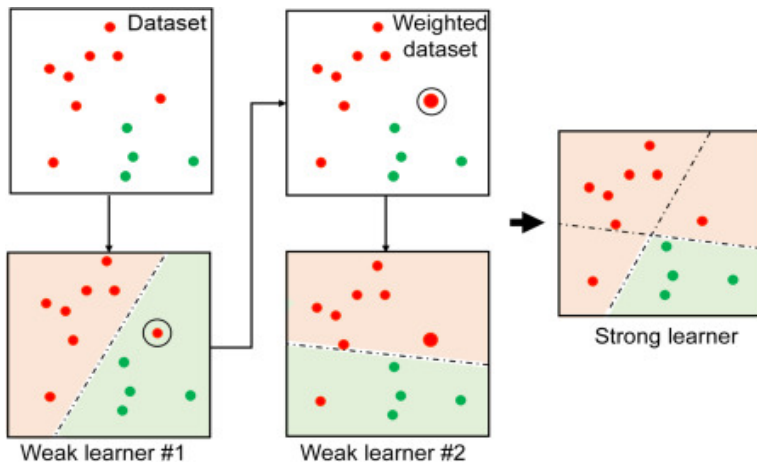 Dataset
Weighted
dataset
Weak learner #1
Weak learner #2
Strong learner